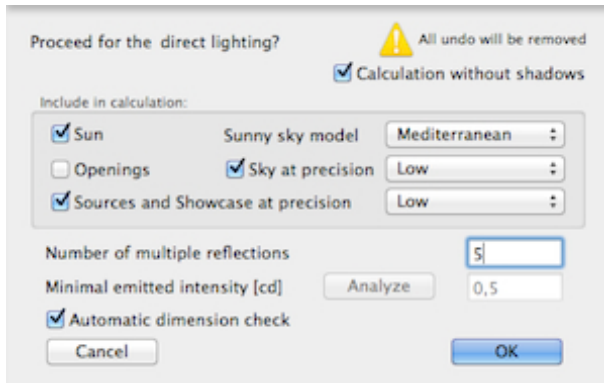 Proceed for the direct lighting? All undo will be removed
Calculation without shadows
Include in calculation:
Sun Sunny sky model Mediterranean
Openings Sky at precision Low
Sources and Showcase at precision Low
Number of multiple reflections 5
Minimal emitted intensity [cd] Analyze 0,5
Automatic dimension check
Cancel OK